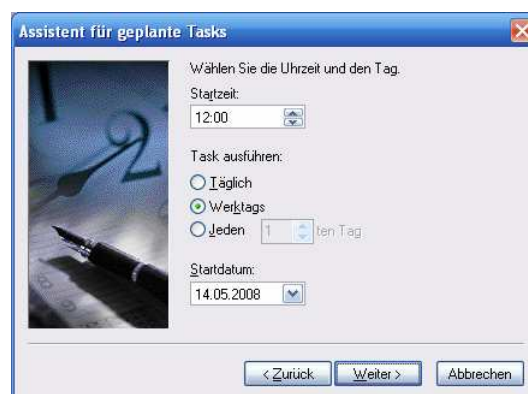 Assistent für geplante Tasks
Wählen Sie die Uhrzeit und den Tag.
Startzeit:
12:00
Task ausführen:
Täglich
Werktags
Jeden 1 ten Tag
Startdatum:
14.05.2008
< Zurück Weiter > Abbrechen